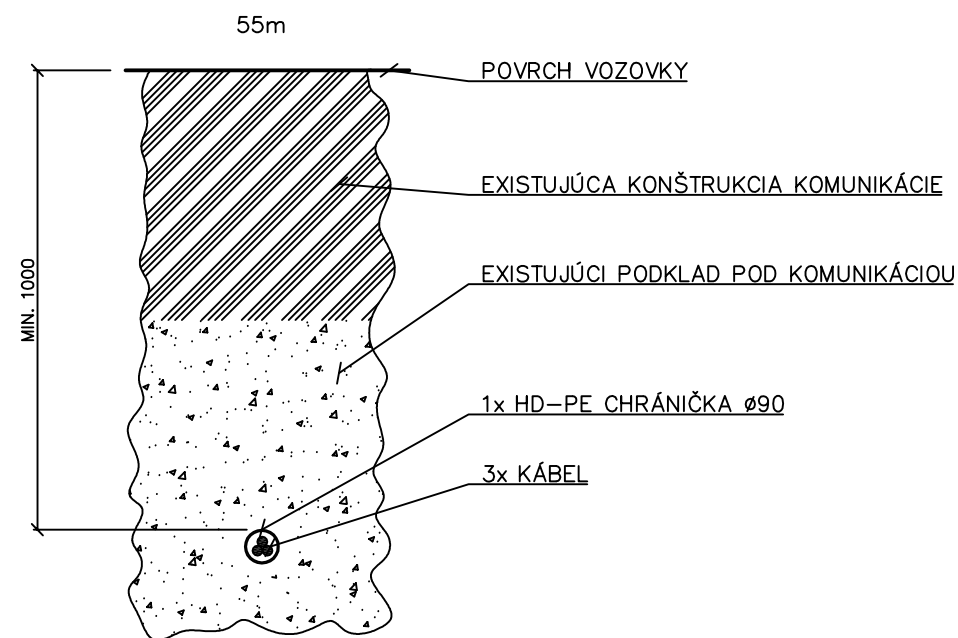 55m
POVRCH VOZOVKY
EXISTUJÚCA KONŠTRUKCIA KOMUNIKÁCIE
EXISTUJÚCI PODKLAD POD KOMUNIKÁCIOU
MIN. 1000
1x HD-PE CHRÁNIČKA Ø90
3x KÁBEL